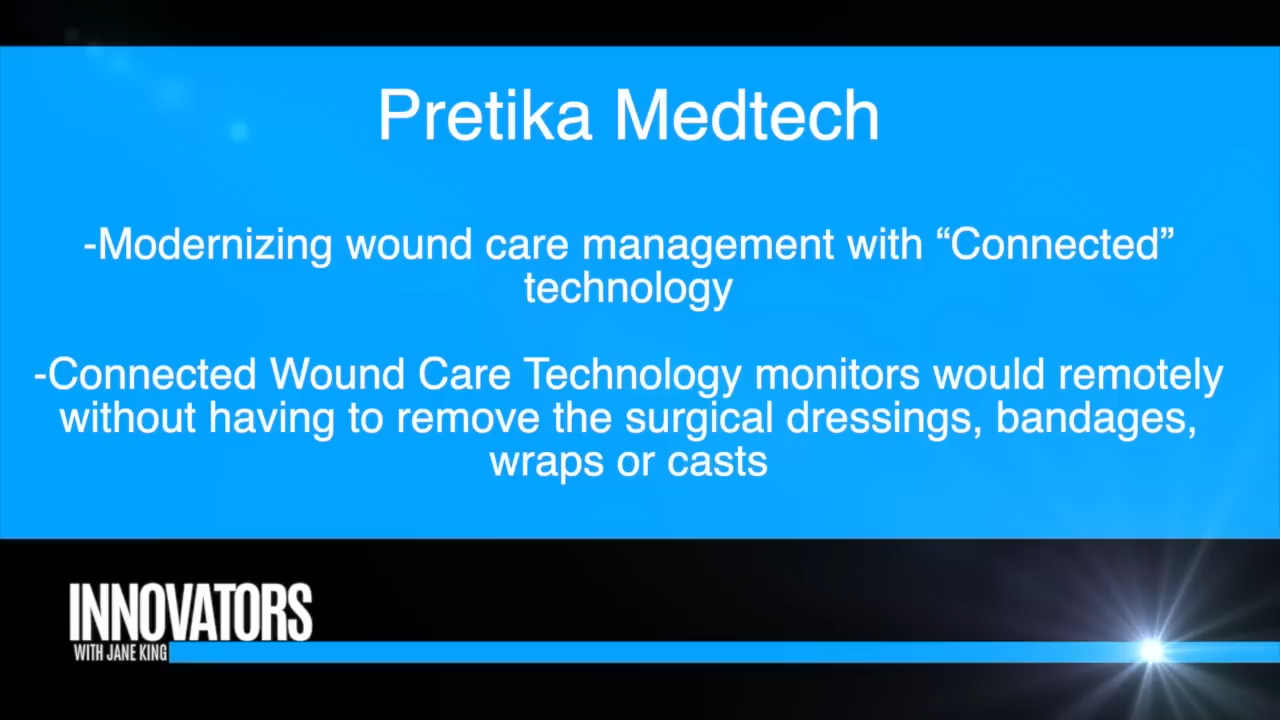 Pretika Medtech
-Modernizing wound care management with “Connected”
technology
-Connected Wound Care Technology monitors would remotely
without having to remove the surgical dressings, bandages,
wraps or casts
INNOVATORS
WITH JANE KING